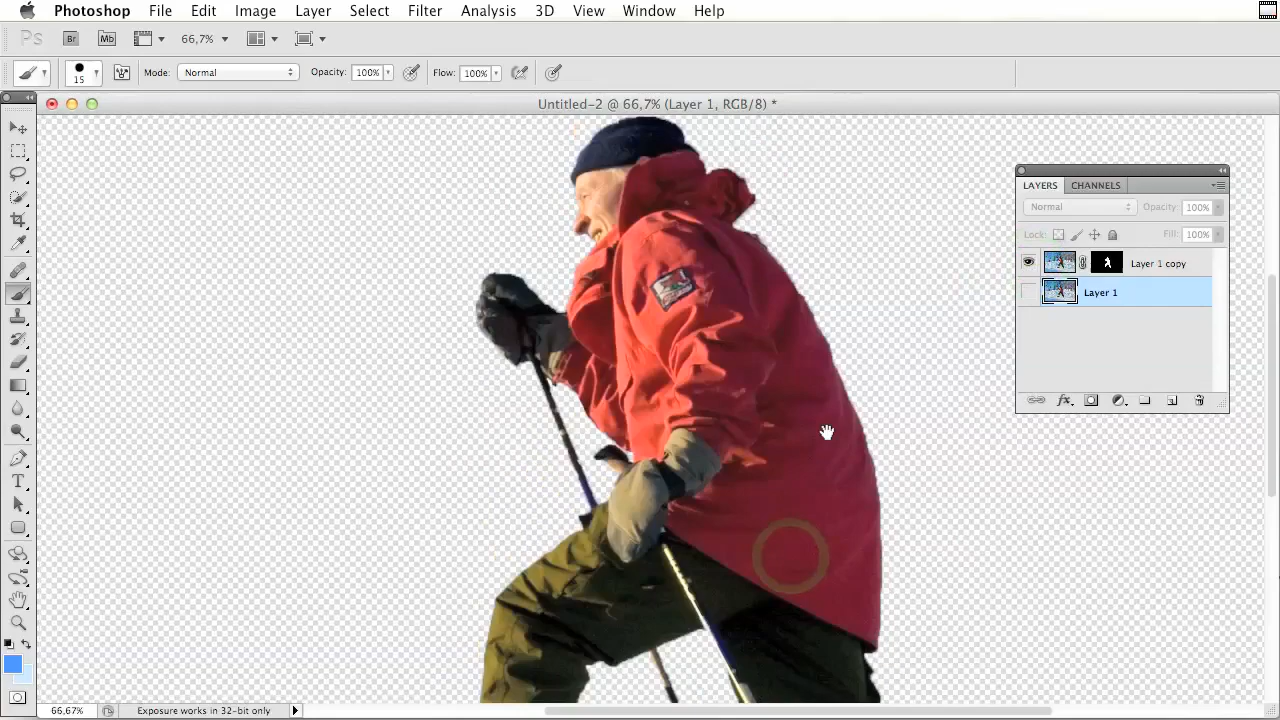 Photoshop File Edit Image Layer Select Filter Analysis 3D View Window Help
Ps Br Mb 66,7%
15 Mode: Normal Opacity: 100% Flow: 100%
Untitled-2 @ 66,7% (Layer 1, RGB/8) *
LAYERS CHANNELS
Normal Opacity: 100%
Lock: Fill: 100%
Layer 1 copy
Layer 1
fx
T
66,67% Exposure works in 32-bit only